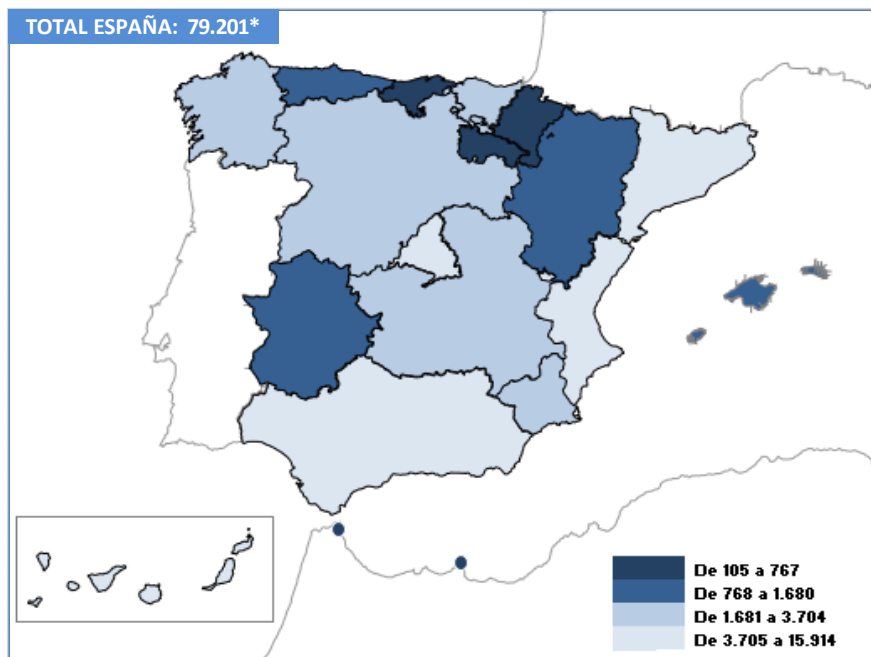 TOTAL ESPAÑA: 79.201*
De 105 a 767
De 768 a 1.680
De 1.681 a 3.704
De 3.705 a 15.914